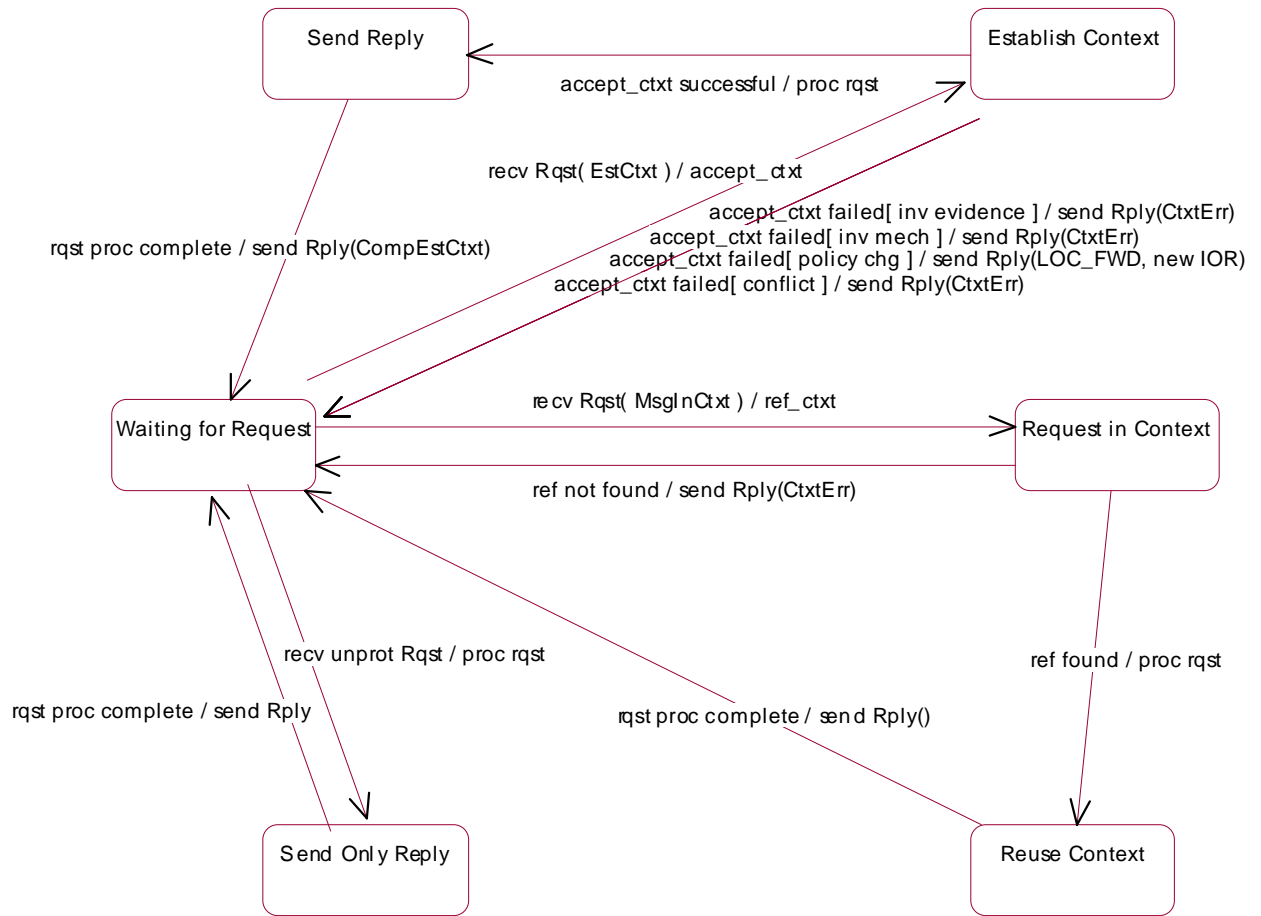 Send Reply
Establish Context
accept_ctxt successful / proc rqst
recv Rqst( EstCtxt ) / accept_ctxt
accept_ctxt failed[ inv evidence ] / send Rply(CtxtErr)
accept_ctxt failed[ inv mech ] / send Rply(CtxtErr)
rqst proc complete / send Rply(CompEstCtxt)
accept_ctxt failed[ policy chg ] / send Rply(LOC_FWD, new IOR)
accept_ctxt failed[ conflict ] / send Rply(CtxtErr)
recv Rqst( MsgInCtxt ) / ref_ctxt
Waiting for Request
Request in Context
ref not found / send Rply(CtxtErr)
recv unprot Rqst / proc rqst
ref found / proc rqst
rqst proc complete / send Rply
rqst proc complete / send Rply()
Send Only Reply
Reuse Context